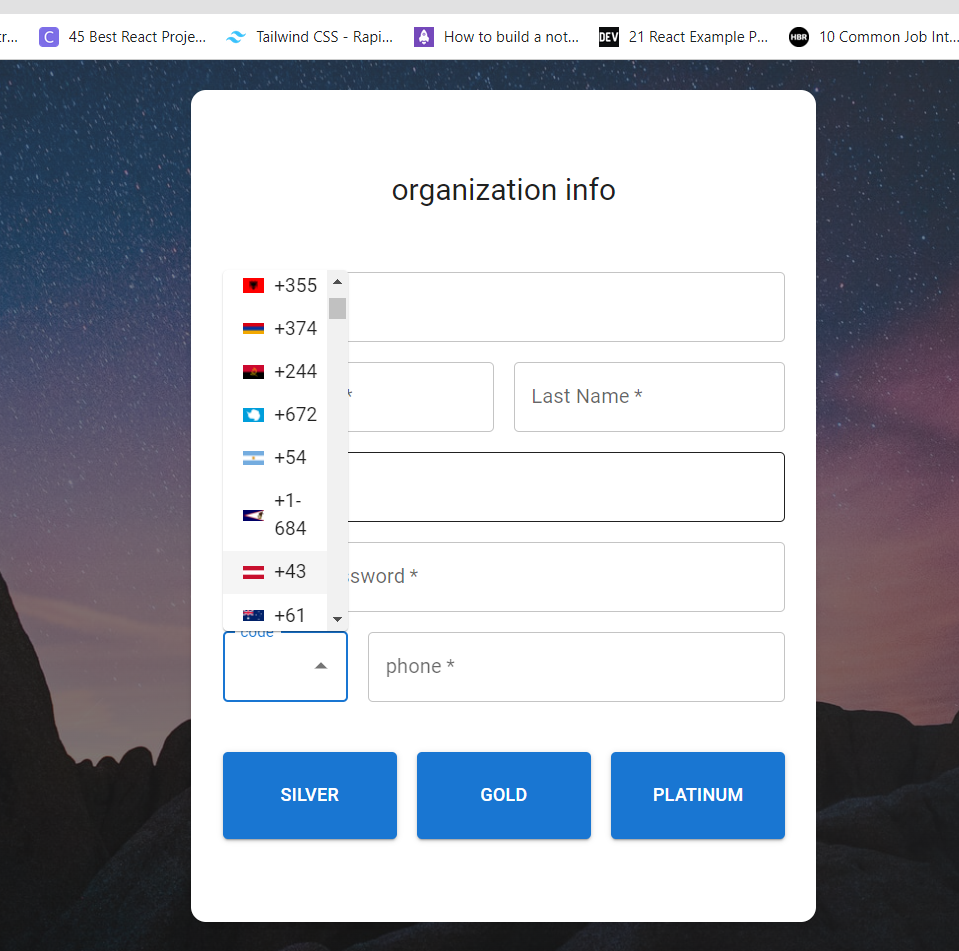 r...
C 45 Best React Proje...
Tailwind CSS - Rapi...
How to build a not...
DEV 21 React Example P...
HBR 10 Common Job Int...
organization info
+355
+374
+244
*
Last Name *
+672
+54
+1-
684
+43
ssword *
+61
code
phone *
SILVER
GOLD
PLATINUM